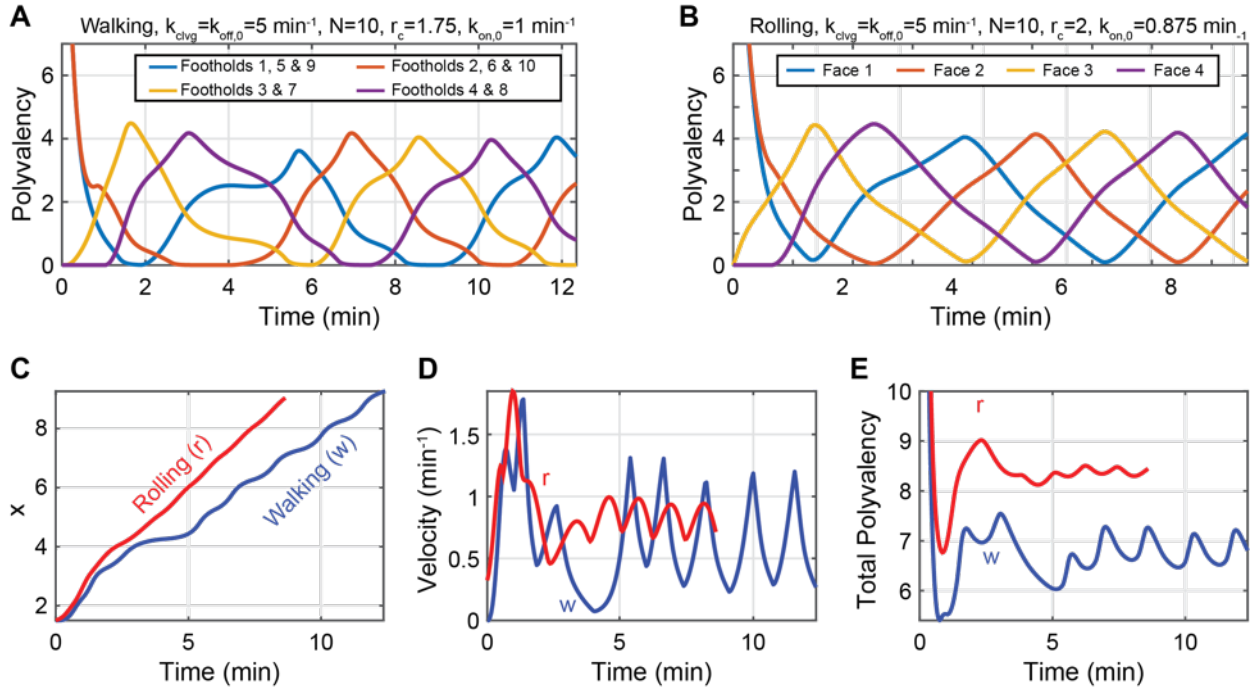 A
Walking, k_clvg=k_off,0=5 min⁻¹, N=10, r_c=1.75, k_on,0=1 min⁻¹
Polyvalency
6
4
2
0
Footholds 1, 5 & 9
Footholds 2, 6 & 10
Footholds 3 & 7
Footholds 4 & 8
0 2 4 6 8 10 12
Time (min)
B
Rolling, k_clvg=k_off,0=5 min⁻¹, N=10, r_c=2, k_on,0=0.875 min₋₁
Polyvalency
6
4
2
0
Face 1 Face 2 Face 3 Face 4
0 2 4 6 8
Time (min)
C
x
8
6
4
2
Rolling (r)
Walking (w)
0 5 10
Time (min)
D
Velocity (min⁻¹)
1.5
1
0.5
0
r
w
0 5 10
Time (min)
E
Total Polyvalency
10
9
8
7
6
r
w
0 5 10
Time (min)